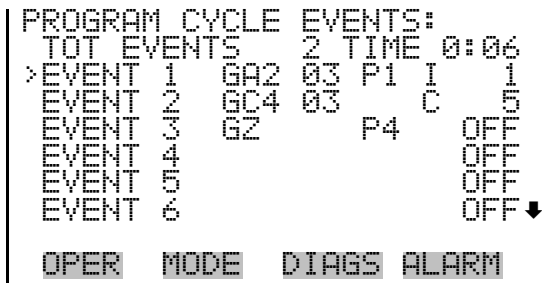 PROGRAM CYCLE EVENTS:
TOT EVENTS 2 TIME 0:06
>EVENT 1 GA2 03 P1 I 1
EVENT 2 GC4 03 C 5
EVENT 3 GZ P4 OFF
EVENT 4 OFF
EVENT 5 OFF
EVENT 6 OFF
OPER MODE DIAGS ALARM